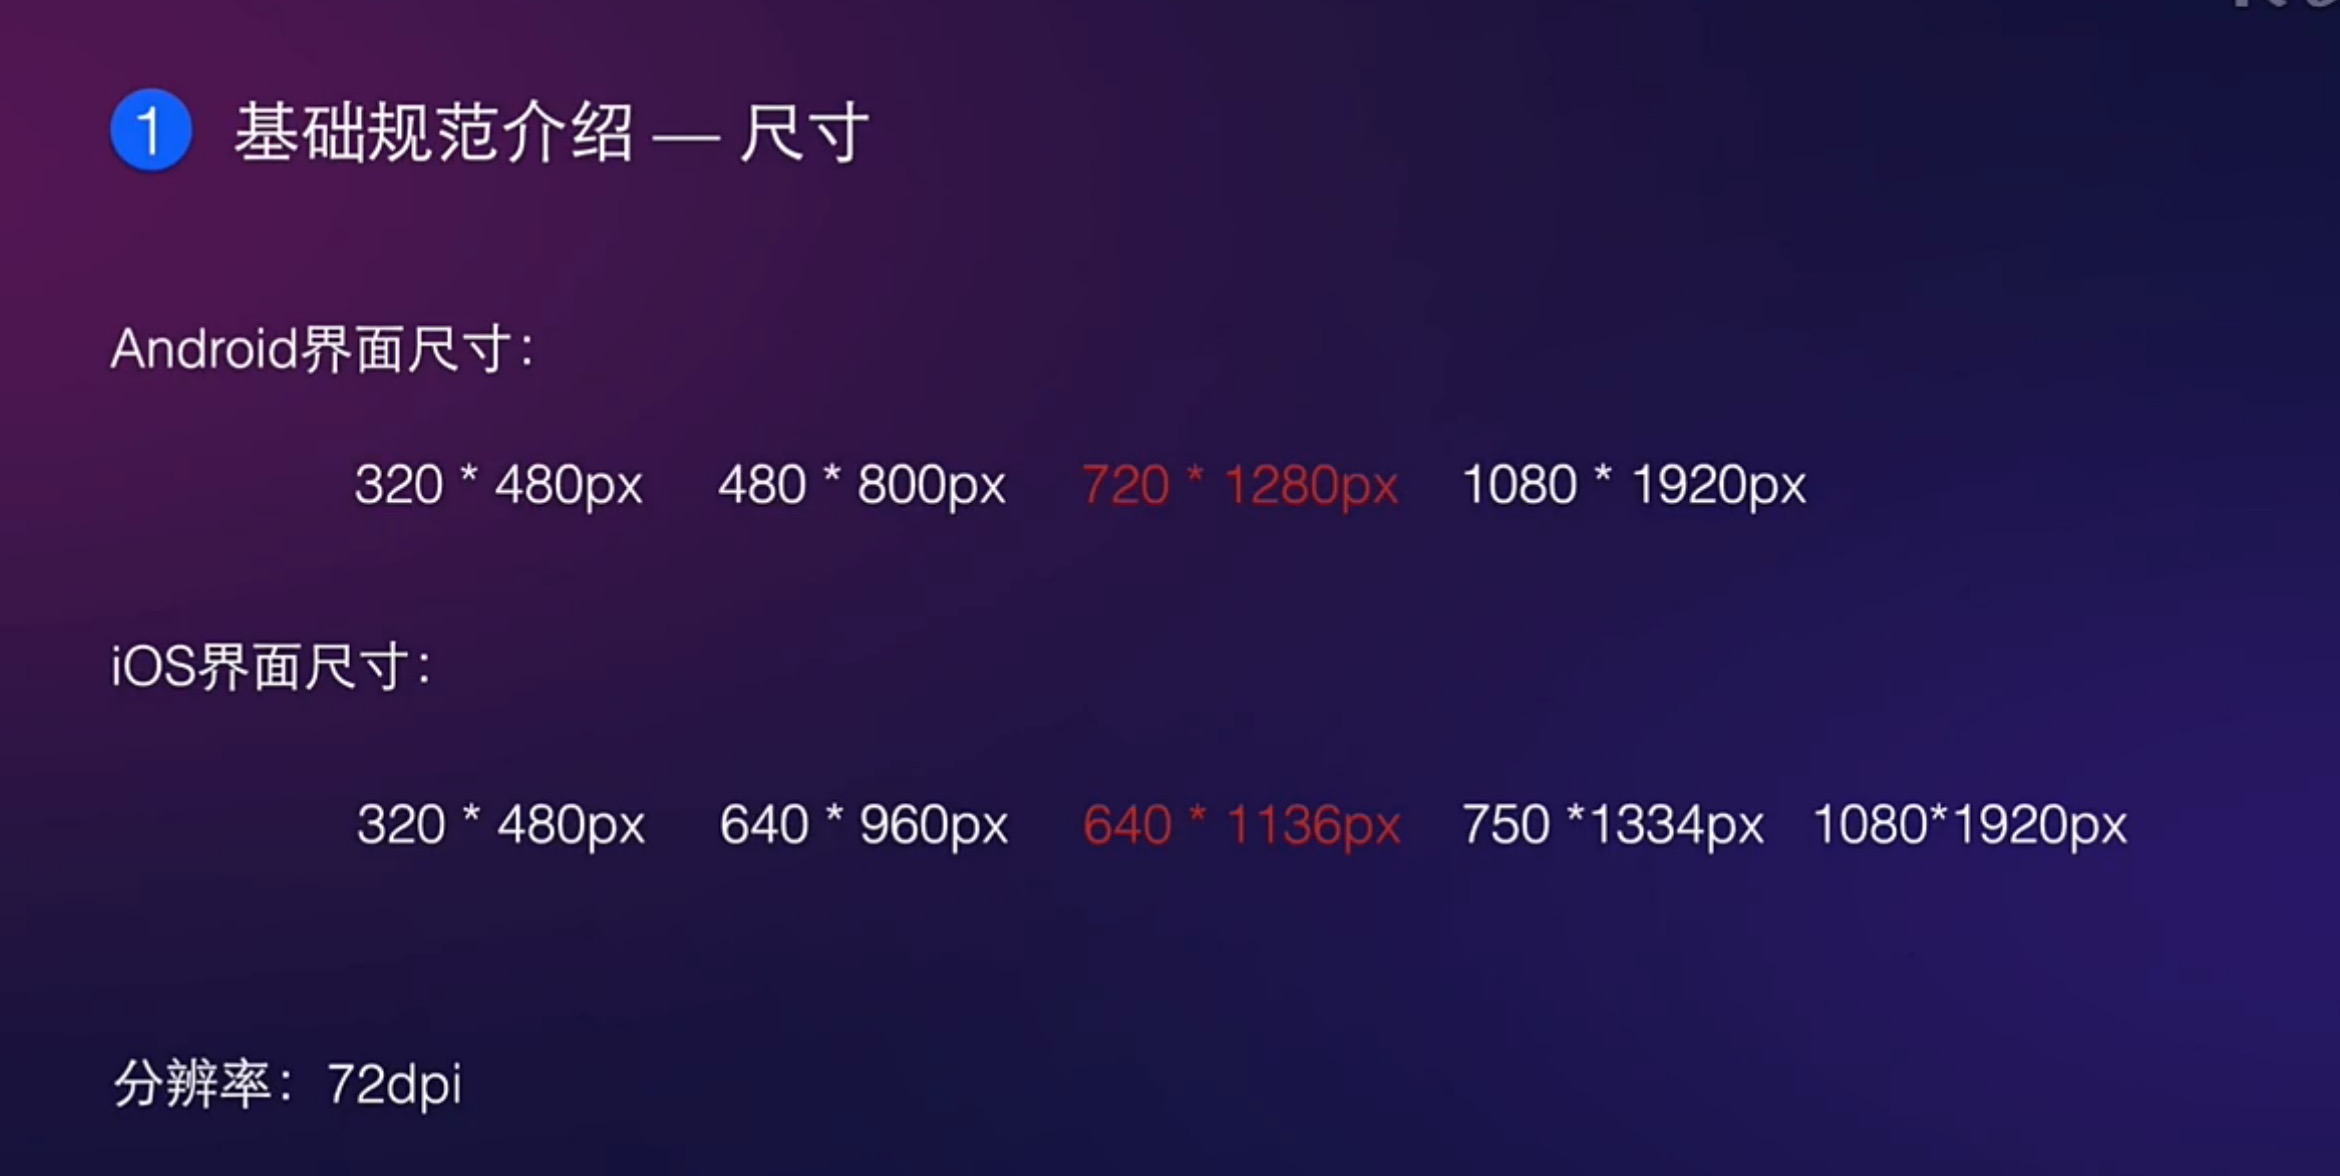 1 基础规范介绍 — 尺寸
Android界面尺寸：
320 * 480px 480 * 800px 720 * 1280px 1080 * 1920px
iOS界面尺寸：
320 * 480px 640 * 960px 640 * 1136px 750 *1334px 1080*1920px
分辨率：72dpi